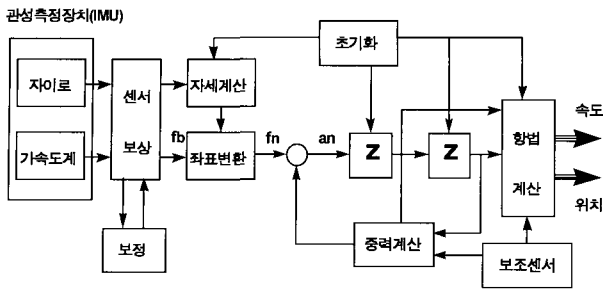 관성측정장치(IMU)
초기화
자이로
센서
보상
자세계산
속도
가속도계
fb
좌표변환
fn
an
Z
Z
항법
계산
위치
보정
중력계산
보조센서